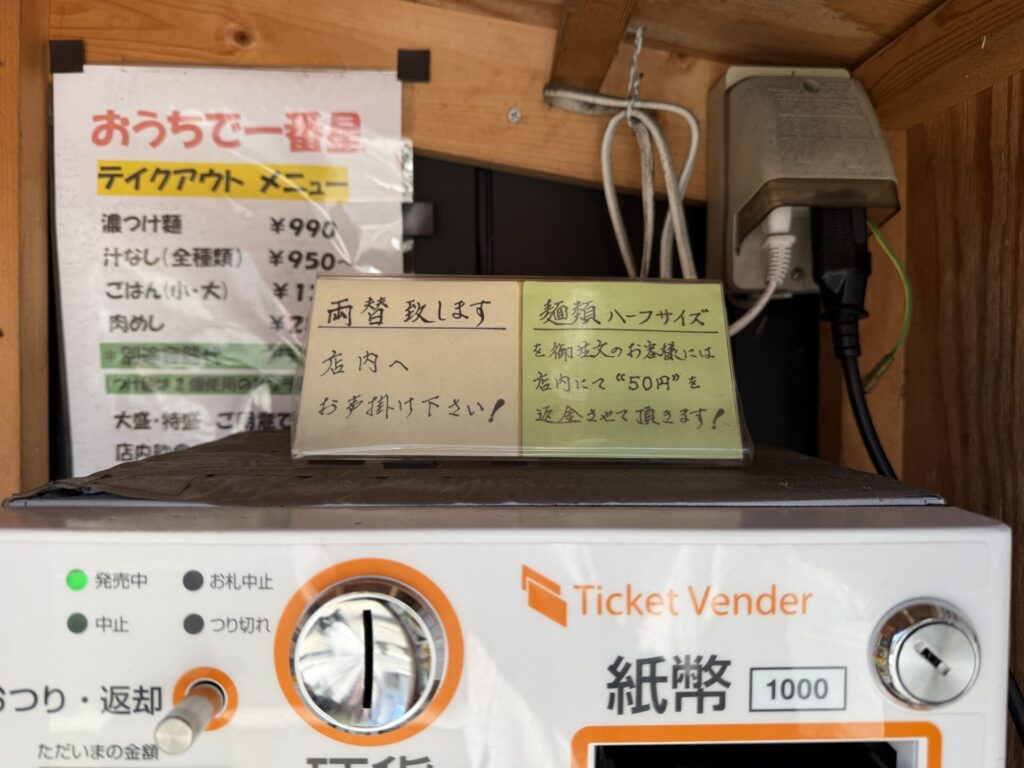 おうちで一番星
テイクアウト メニュー
濃つけ麺 ¥990
汁なし(全種類) ¥950~
ごはん(小・大)
肉めし
大盛・特盛
店内
両替 致します
店内へ
お声掛け下さい!
麺類 ハーフサイズ
を御注文のお客様には
店内にて“50円”を
返金させて頂きます!
発売中
お札中止
中止
つり切れ
おつり・返却
ただいまの金額
Ticket Vender
紙幣 1000